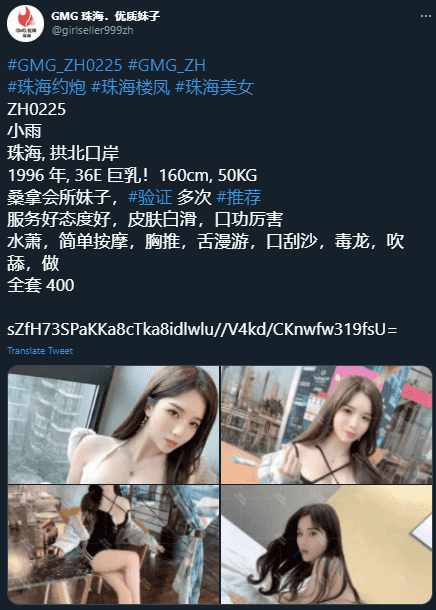 GMG 珠海．优质妹子
@girlseller999zh
#GMG_ZH0225 #GMG_ZH
#珠海约炮 #珠海楼凤 #珠海美女
ZH0225
小雨
珠海, 拱北口岸
1996 年, 36E 巨乳！160cm, 50KG
桑拿会所妹子，#验证 多次 #推荐
服务好态度好，皮肤白滑，口功厉害
水萧，简单按摩，胸推，舌漫游，口刮沙，毒龙，吹
舔，做
全套 400
sZfH73SPaKKa8cTka8idlwlu//V4kd/CKnwfw319fsU=
Translate Tweet